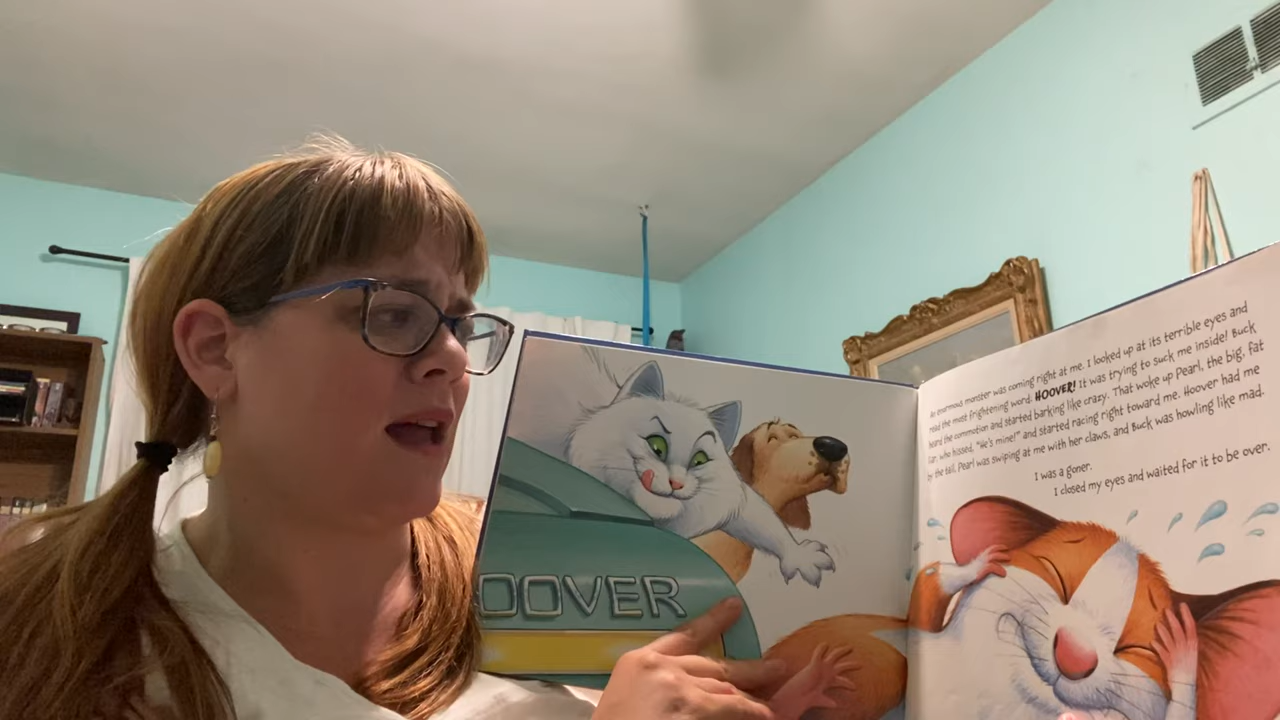 OOVER
An enormous monster was coming right at me. I looked up at its terrible eyes and
read the most frightening word: HOOVER! It was trying to suck me inside! Buck
heard the commotion and started barking like crazy. That woke up Pearl, the big, fat
cat, who hissed, "He's mine!" and started racing right toward me. Hoover had me
by the tail, Pearl was swiping at me with her claws, and Buck was howling like mad.
I was a goner.
I closed my eyes and waited for it to be over.